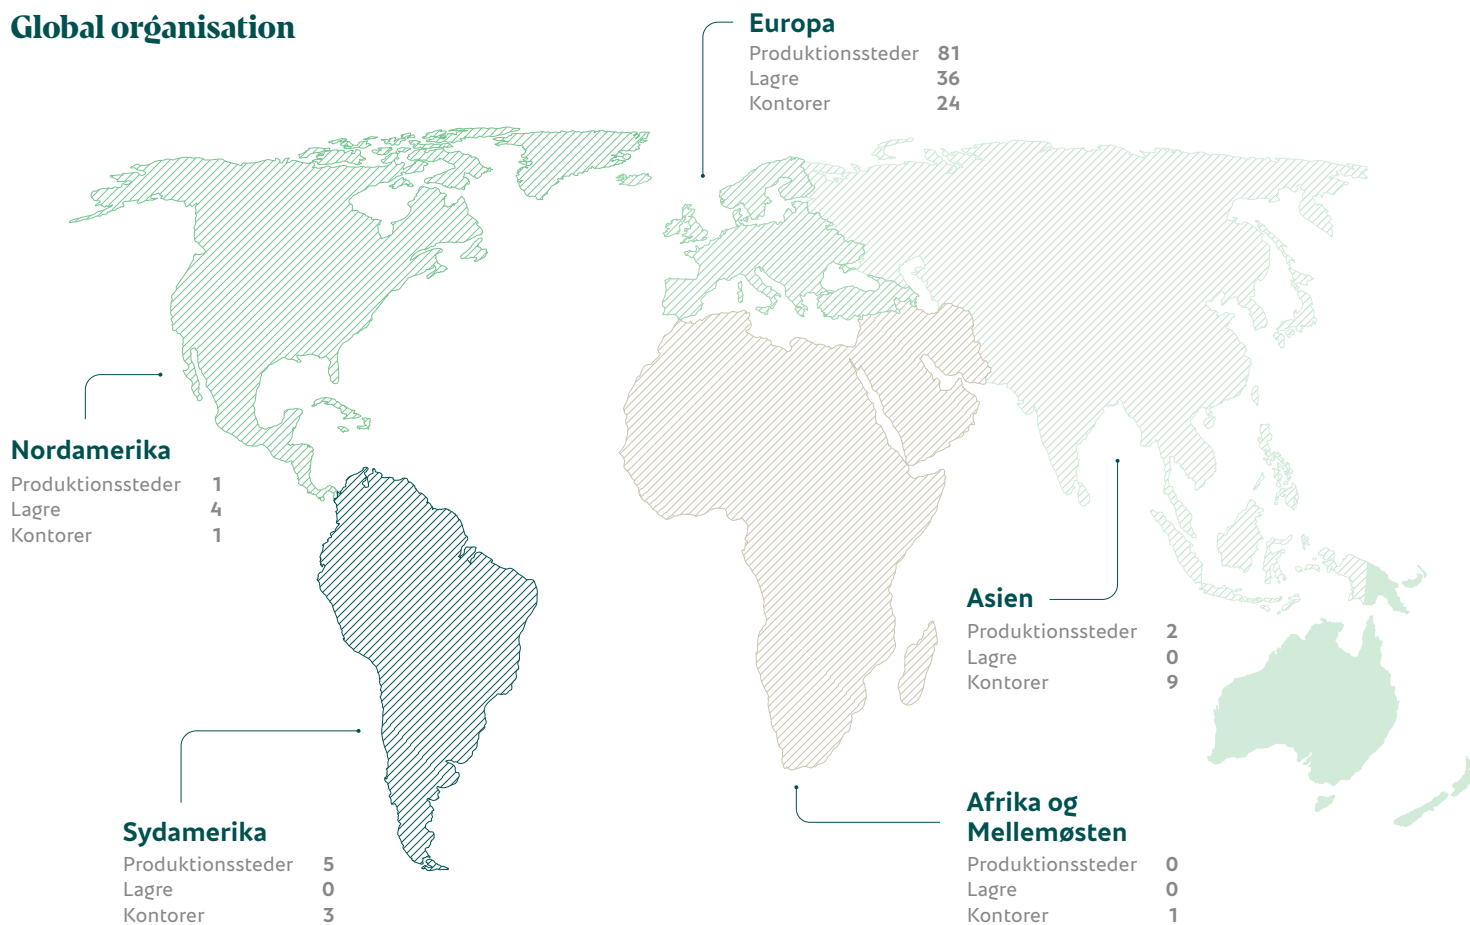 Global organisation
Europa
Produktionssteder 81
Lagre 36
Kontorer 24
Nordamerika
Produktionssteder 1
Lagre 4
Kontorer 1
Asien
Produktionssteder 2
Lagre 0
Kontorer 9
Sydamerika
Produktionssteder 5
Lagre 0
Kontorer 3
Afrika og
Mellemøsten
Produktionssteder 0
Lagre 0
Kontorer 1